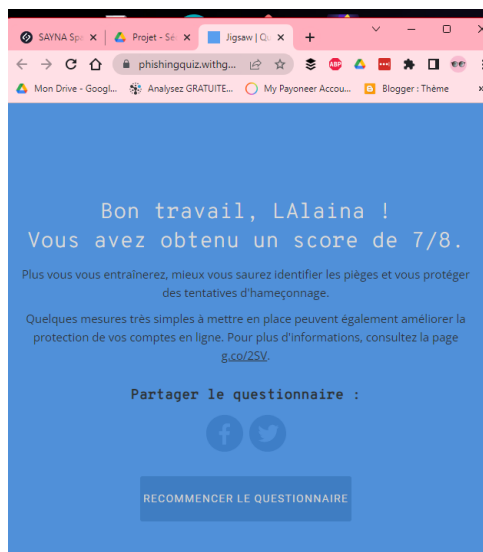 SAYNA Sp
Projet - Sé
Jigsaw | Q
phishingquiz.withg...
ABP
Mon Drive - Googl...
Analysez GRATUITE...
My Payoneer Accou...
Blogger : Thème
Bon travail, LAlaina !
Vous avez obtenu un score de 7/8.
Plus vous vous entraînerez, mieux vous saurez identifier les pièges et vous protéger
des tentatives d'hameçonnage.
Quelques mesures très simples à mettre en place peuvent également améliorer la
protection de vos comptes en ligne. Pour plus d'informations, consultez la page
g.co/2SV.
Partager le questionnaire :
RECOMMENCER LE QUESTIONNAIRE